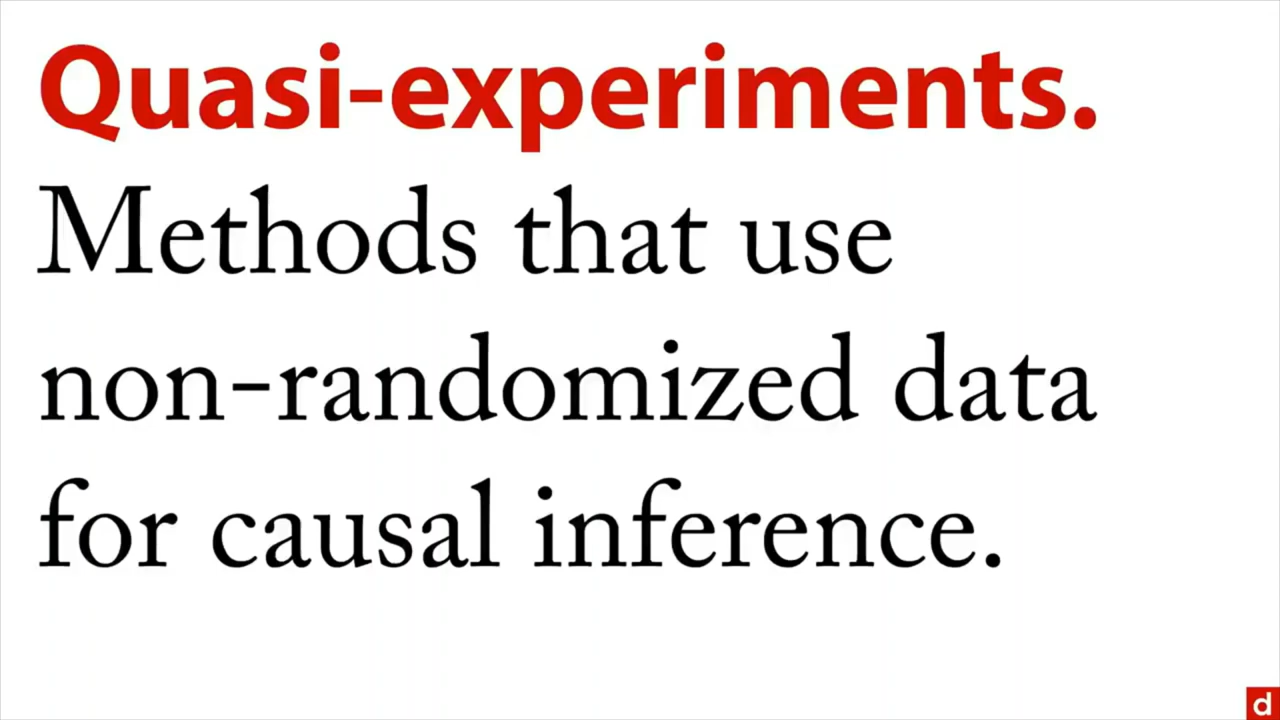 Quasi-experiments.
Methods that use
non-randomized data
for causal inference.
d